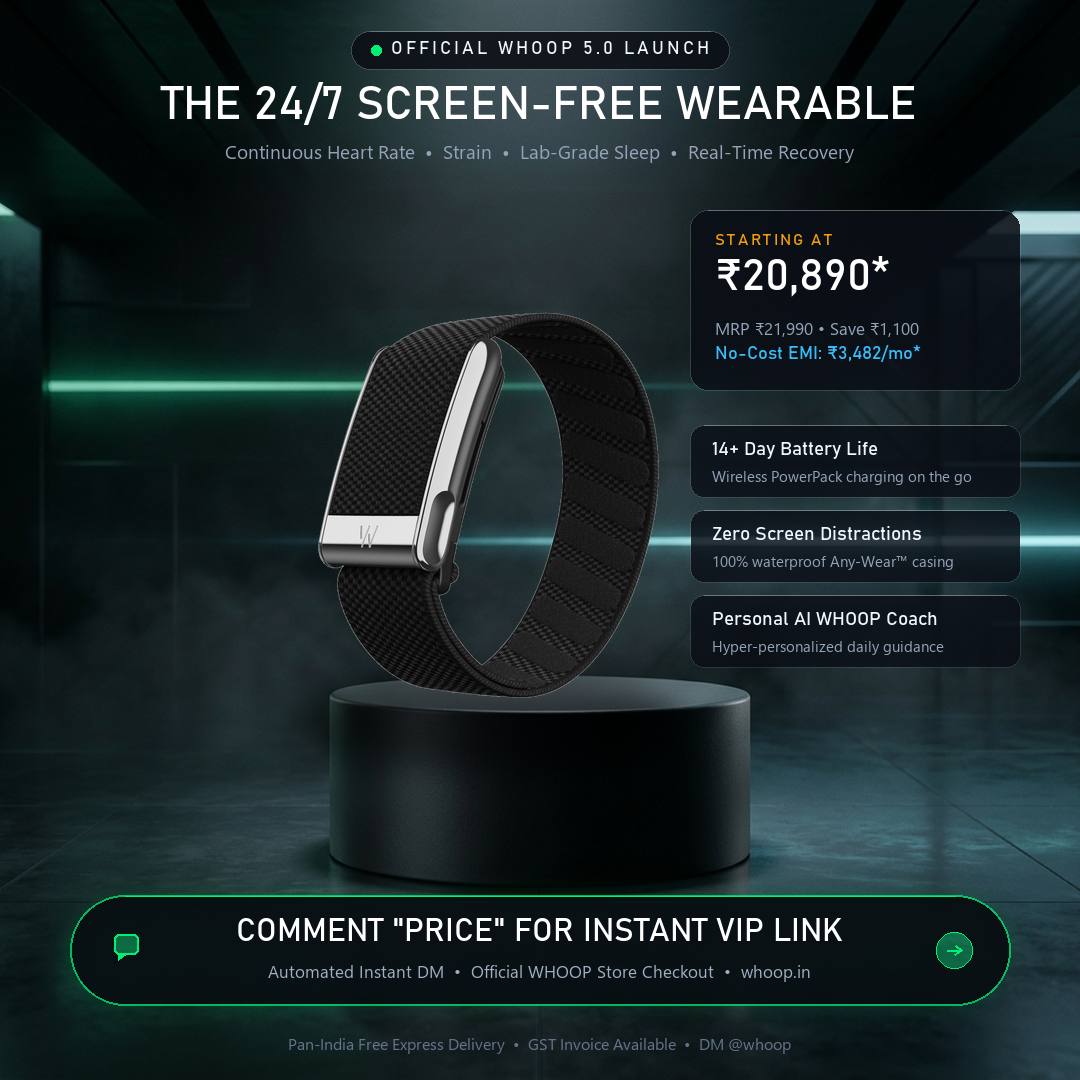 OFFICIAL WHOOP 5.0 LAUNCH
THE 24/7 SCREEN-FREE WEARABLE
Continuous Heart Rate • Strain • Lab-Grade Sleep • Real-Time Recovery
STARTING AT
₹20,890*
MRP ₹21,990 • Save ₹1,100
No-Cost EMI: ₹3,482/mo*
14+ Day Battery Life
Wireless PowerPack charging on the go
Zero Screen Distractions
100% waterproof Any-Wear™ casing
Personal AI WHOOP Coach
Hyper-personalized daily guidance
W
COMMENT "PRICE" FOR INSTANT VIP LINK
Automated Instant DM • Official WHOOP Store Checkout • whoop.in
Pan-India Free Express Delivery • GST Invoice Available • DM @whoop